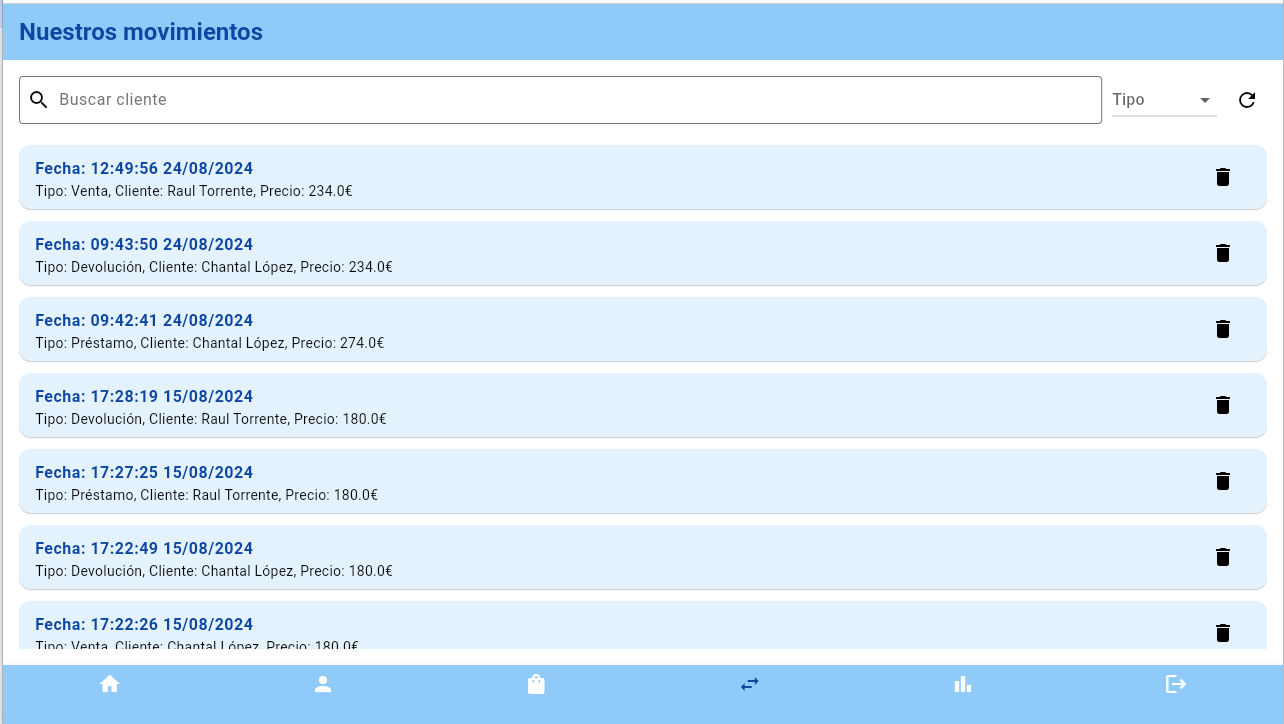 Nuestros movimientos
Buscar cliente
Tipo
Fecha: 12:49:56 24/08/2024
Tipo: Venta, Cliente: Raul Torrente, Precio: 234.0€
Fecha: 09:43:50 24/08/2024
Tipo: Devolución, Cliente: Chantal López, Precio: 234.0€
Fecha: 09:42:41 24/08/2024
Tipo: Préstamo, Cliente: Chantal López, Precio: 274.0€
Fecha: 17:28:19 15/08/2024
Tipo: Devolución, Cliente: Raul Torrente, Precio: 180.0€
Fecha: 17:27:25 15/08/2024
Tipo: Préstamo, Cliente: Raul Torrente, Precio: 180.0€
Fecha: 17:22:49 15/08/2024
Tipo: Devolución, Cliente: Chantal López, Precio: 180.0€
Fecha: 17:22:26 15/08/2024
Tipo: Venta, Cliente: Chantal López, Precio: 180.0€